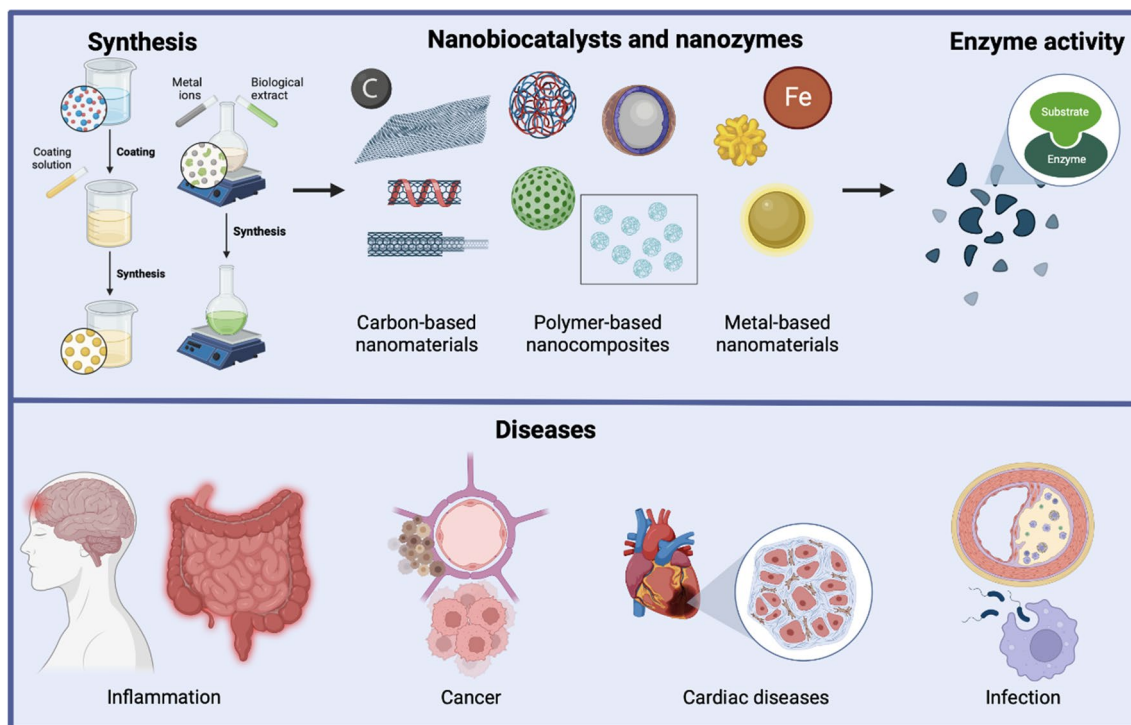 Synthesis
Metal
ions
Biological
extract
Coating
Coating
solution
Synthesis
Synthesis
Nanobiocatalysts and nanozymes
C
Fe
Carbon-based
nanomaterials
Polymer-based
nanocomposites
Metal-based
nanomaterials
Enzyme activity
Substrate
Enzyme
Diseases
Inflammation
Cancer
Cardiac diseases
Infection